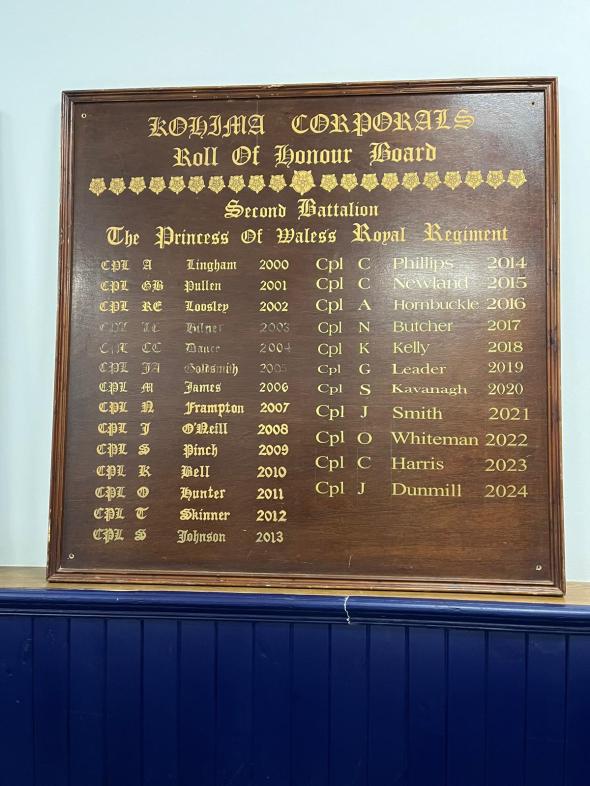 KOHIMA CORPORALS
Roll Of Honour Board
Second Battalion
The Princess Of Waless Royal Regiment
CPL A Lingham 2000
CPL GB Pullen 2001
CPL RE Loosley 2002
CPL 2003
CPL CC Dance 2004
CPL JA Goldsmith 2005
CPL M James 2006
CPL N Frampton 2007
CPL J O'Neill 2008
CPL S Pinch 2009
CPL K Bell 2010
CPL O Hunter 2011
CPL T Skinner 2012
CPL S Johnson 2013
Cpl C Phillips 2014
Cpl C Newland 2015
Cpl A Hornbuckle 2016
Cpl N Butcher 2017
Cpl K Kelly 2018
Cpl G Leader 2019
Cpl S Kavanagh 2020
Cpl J Smith 2021
Cpl O Whiteman 2022
Cpl C Harris 2023
Cpl J Dunmill 2024